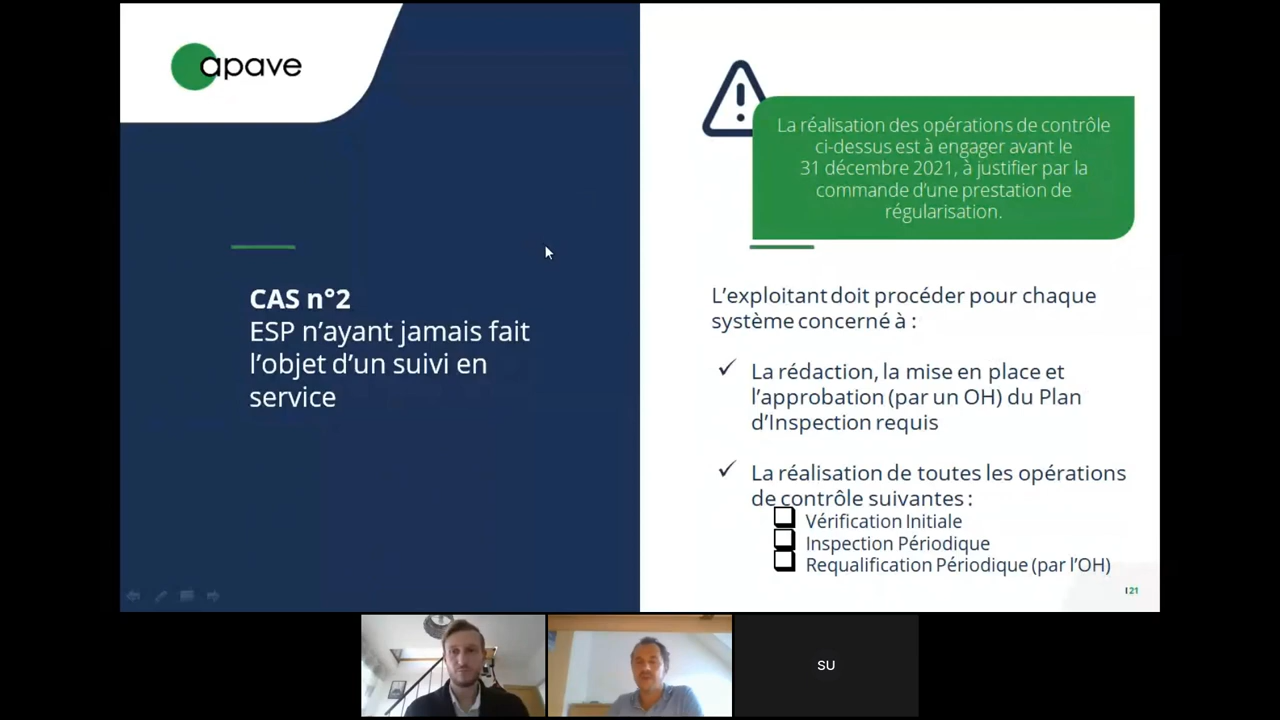 apave
La réalisation des opérations de contrôle
ci-dessus est à engager avant le
31 décembre 2021, à justifier par la
commande d'une prestation de
régularisation.
CAS n°2
ESP n'ayant jamais fait
l'objet d'un suivi en
service
L'exploitant doit procéder pour chaque
système concerné à :
La rédaction, la mise en place et
l'approbation (par un OH) du Plan
d'Inspection requis
La réalisation de toutes les opérations
de contrôle suivantes :
Vérification Initiale
Inspection Périodique
Requalification Périodique (par l'OH)
21
SU